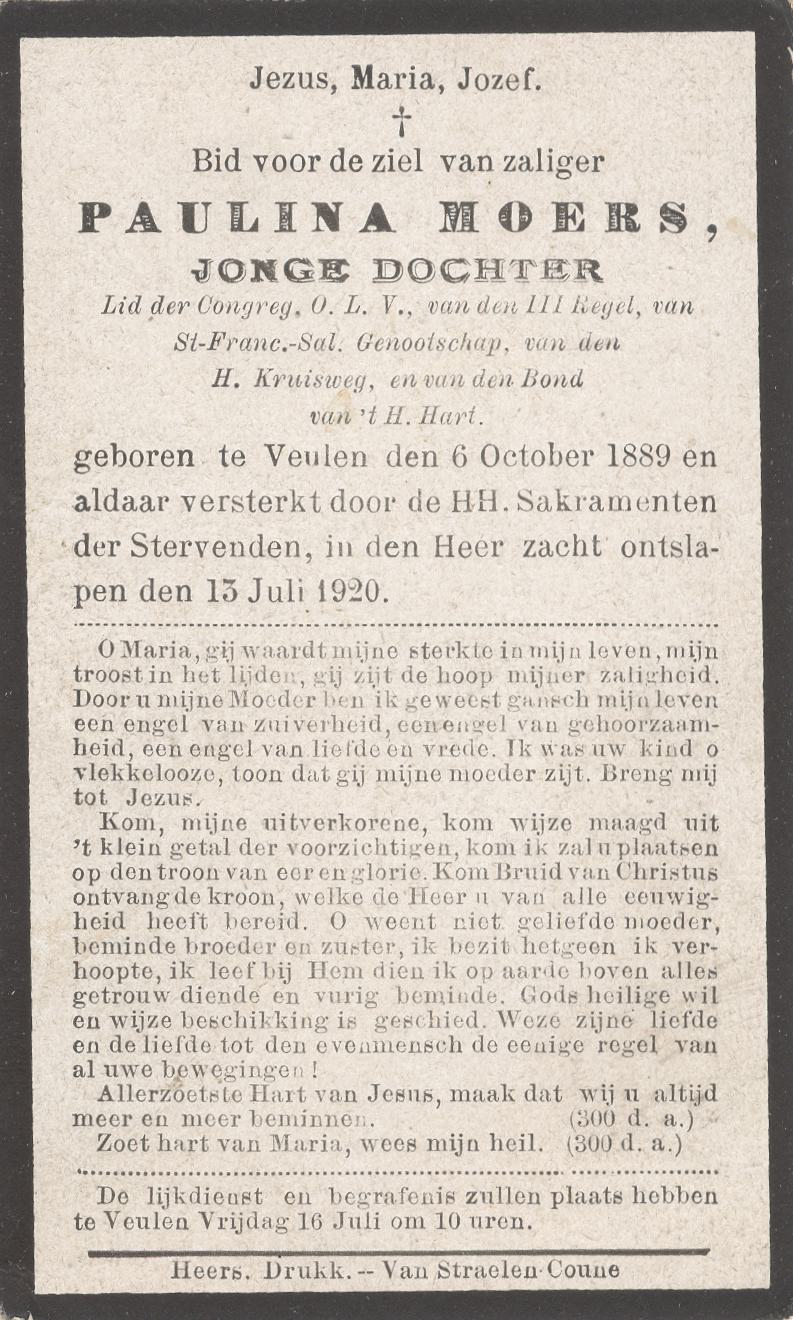 Jezus, Maria, Jozef.
†
Bid voor de ziel van zaliger
PAULINA MOERS,
JONGE DOCHTER
Lid der Congreg. O. L. V., van den III Regel, van
St-Franc.-Sal. Genootschap, van den
H. Kruisweg, en van den Bond
van 't H. Hart.
geboren te Veulen den 6 October 1889 en
aldaar versterkt door de HH. Sakramenten
der Stervenden, in den Heer zacht ontsla-
pen den 13 Juli 1920.
O Maria, gij waardt mijne sterkte in mijn leven, mijn
troost in het lijden, gij zijt de hoop mijner zaligheid.
Door u mijne Moeder ben ik geweest gansch mijn leven
een engel van zuiverheid, een engel van gehoorzaam-
heid, een engel van liefde en vrede. Ik was uw kind o
vlekkelooze, toon dat gij mijne moeder zijt. Breng mij
tot Jezus.
Kom, mijne uitverkorene, kom wijze maagd uit
't klein getal der voorzichtigen, kom ik zal u plaatsen
op den troon van eer en glorie. Kom Bruid van Christus
ontvang de kroon, welke de Heer u van alle eeuwig-
heid heeft bereid. O weent niet geliefde moeder,
beminde broeder en zuster, ik bezit hetgeen ik ver-
hoopte, ik leef bij Hem dien ik op aarde boven alles
getrouw diende en vurig beminde. Gods heilige wil
en wijze beschikking is geschied. Weze zijne liefde
en de liefde tot den evenmensch de eenige regel van
al uwe bewegingen !
Allerzoetste Hart van Jesus, maak dat wij u altijd
meer en meer beminnen. (300 d. a.)
Zoet hart van Maria, wees mijn heil. (300 d. a.)
De lijkdienst en begrafenis zullen plaats hebben
te Veulen Vrijdag 16 Juli om 10 uren.
Heers. Drukk. -- Van Straelen-Coune